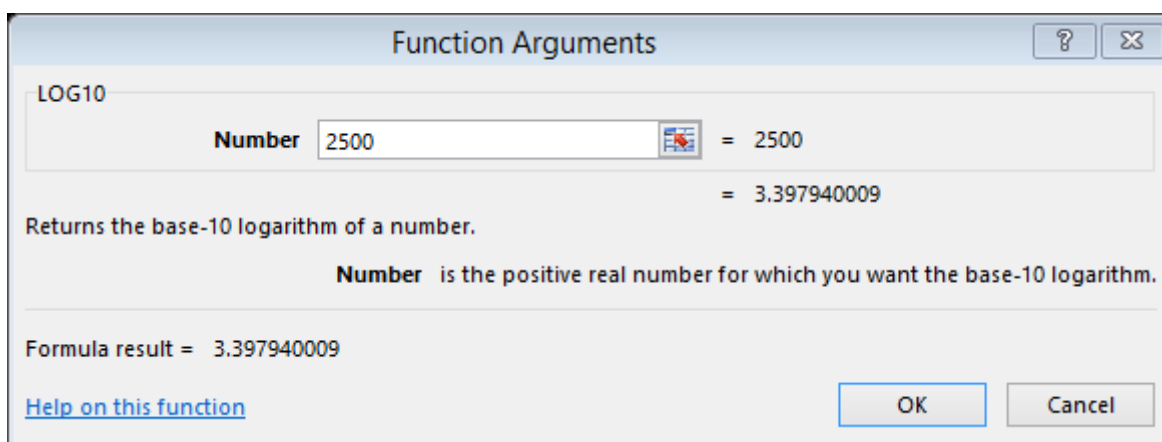 Function Arguments
LOG10
Number 2500 = 2500
= 3.397940009
Returns the base-10 logarithm of a number.
Number is the positive real number for which you want the base-10 logarithm.
Formula result = 3.397940009
Help on this function OK Cancel